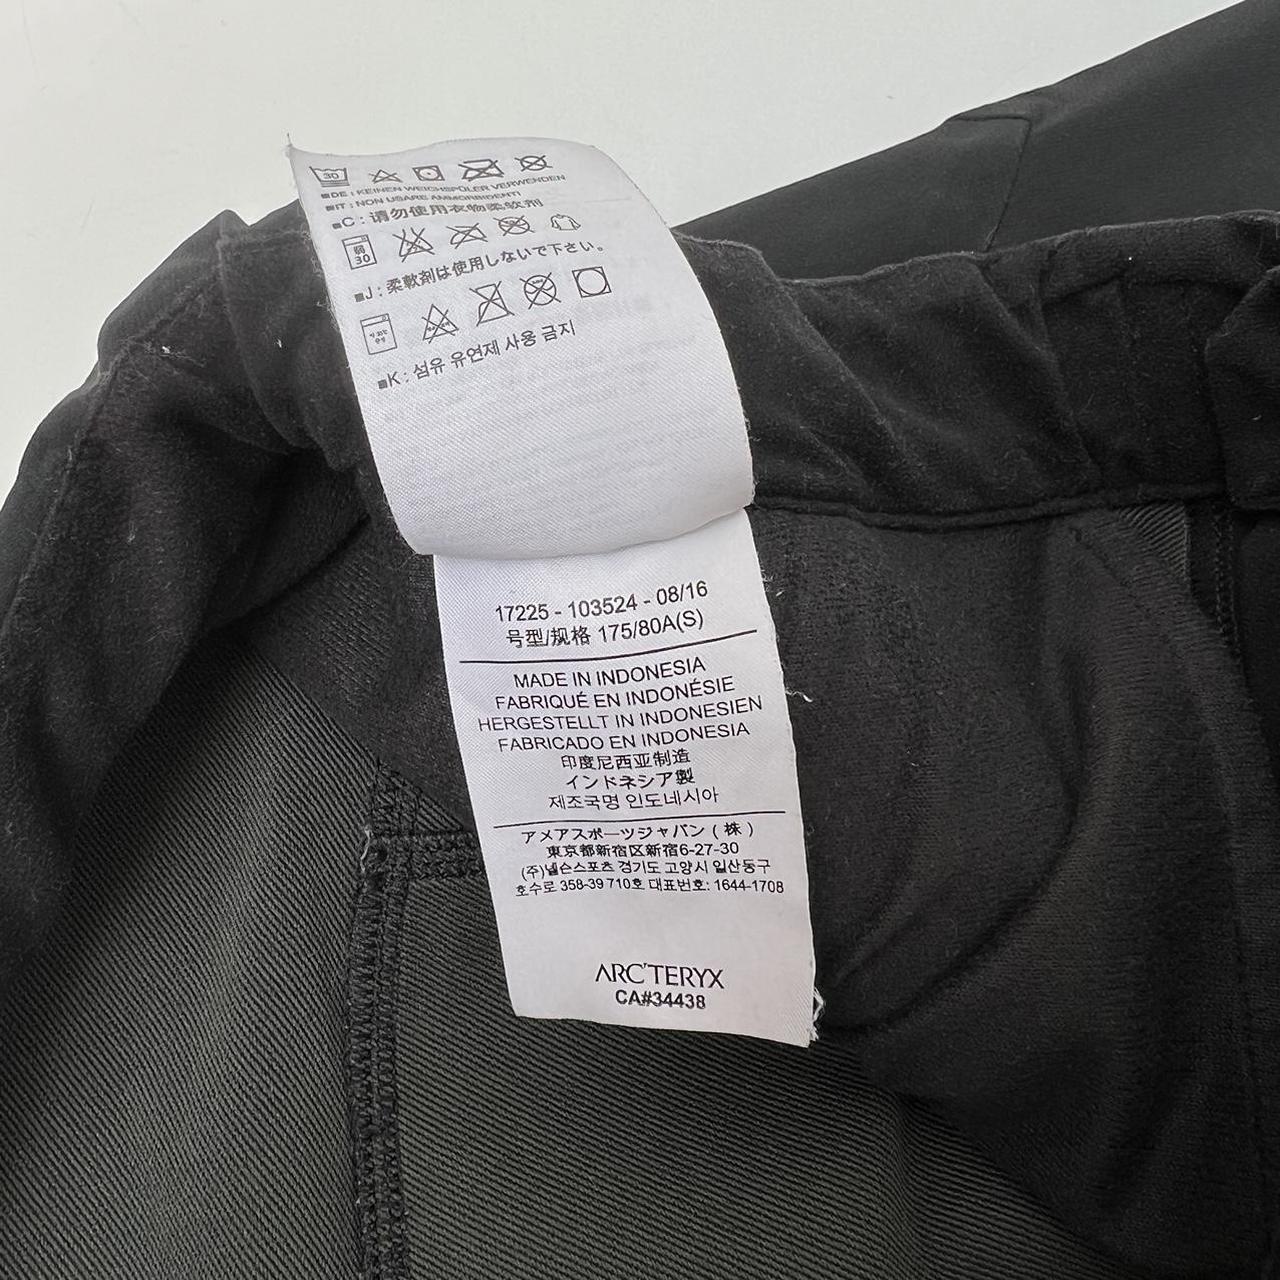 30
■DE : KEINEN WEICHSPÜLER VERWENDEN
■IT : NON USARE AMMORBIDENTI
■C : 请勿使用衣物柔软剂
弱 30
■J : 柔軟剤は使用しないで下さい。
■K : 섬유 유연제 사용 금지
17225 - 103524 - 08/16
号型/规格 175/80A(S)
MADE IN INDONESIA
FABRIQUÉ EN INDONÉSIE
HERGESTELLT IN INDONESIEN
FABRICADO EN INDONESIA
印度尼西亚制造
インドネシア製
제조국명 인도네시아
アメアスポーツジャパン ( 株 )
東京都新宿区新宿6-27-30
(주)넬슨스포츠 경기도 고양시 일산동구
호수로 358-39 710호 대표번호: 1644-1708
ARC'TERYX
CA#34438